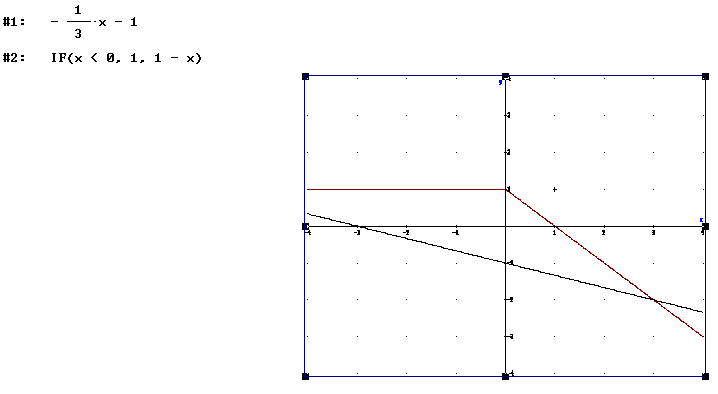 #1: - 1/3·x - 1
#2: IF(x < 0, 1, 1 - x)
y
x